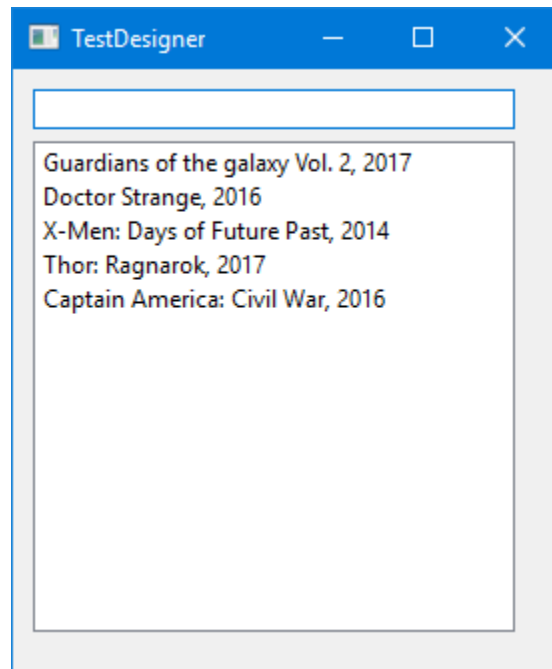 TestDesigner
Guardians of the galaxy Vol. 2, 2017
Doctor Strange, 2016
X-Men: Days of Future Past, 2014
Thor: Ragnarok, 2017
Captain America: Civil War, 2016